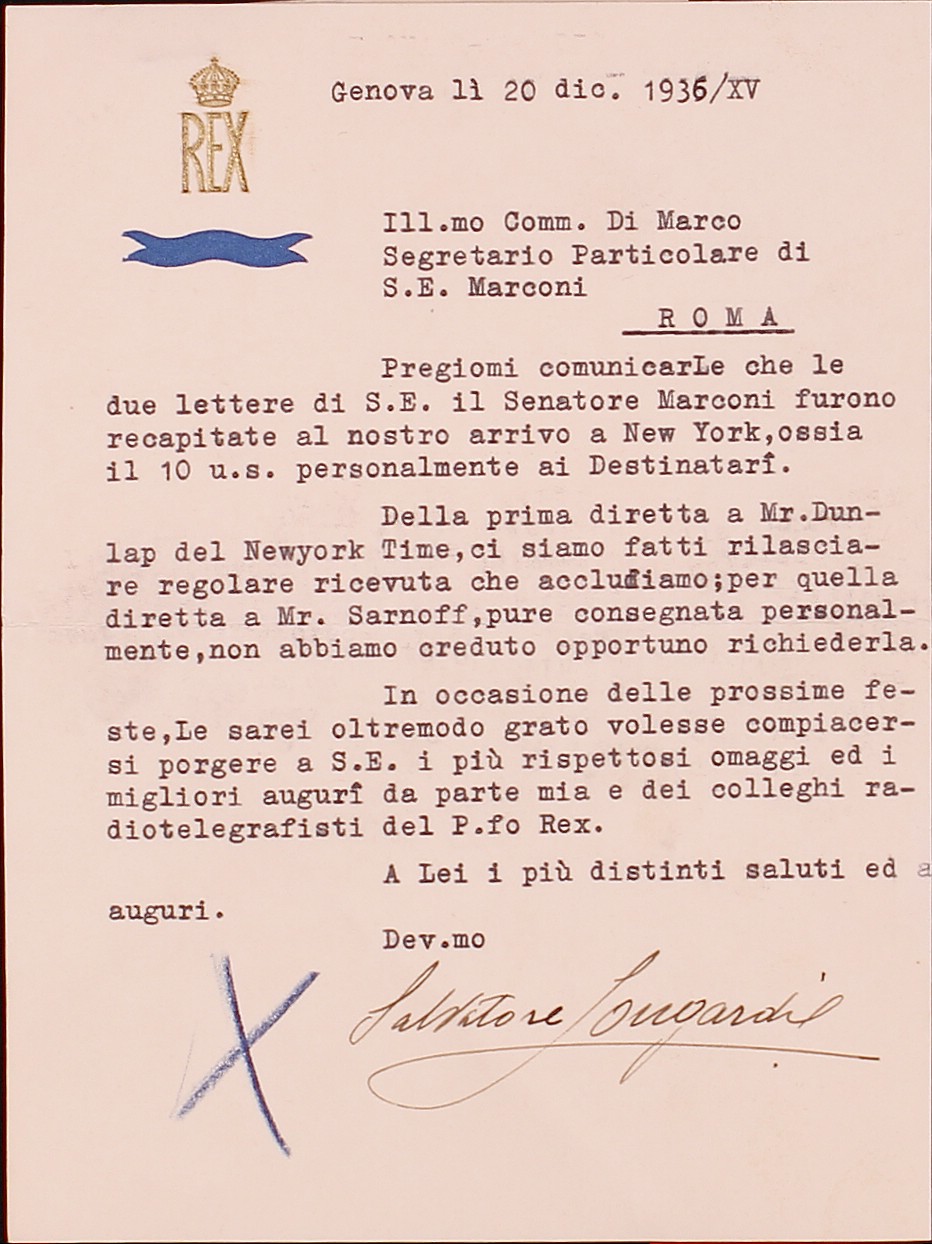 REX
Genova lì 20 dic. 1936/XV
Ill.mo Comm. Di Marco
Segretario Particolare di
S.E. Marconi
R O M A
Pregiomi comunicarLe che le
due lettere di S.E. il Senatore Marconi furono
recapitate al nostro arrivo a New York,ossia
il 10 u.s. personalmente ai Destinatarî.
Della prima diretta a Mr.Dun-
lap del Newyork Time,ci siamo fatti rilascia-
re regolare ricevuta che accludiamo;per quella
diretta a Mr. Sarnoff,pure consegnata personal-
mente,non abbiamo creduto opportuno richiederla.
In occasione delle prossime fe-
ste,Le sarei oltremodo grato volesse compiacer-
si porgere a S.E. i più rispettosi omaggi ed i
migliori augurî da parte mia e dei colleghi ra-
diotelegrafisti del P.fo Rex.
A Lei i più distinti saluti ed a
auguri.
Dev.mo
Salvatore